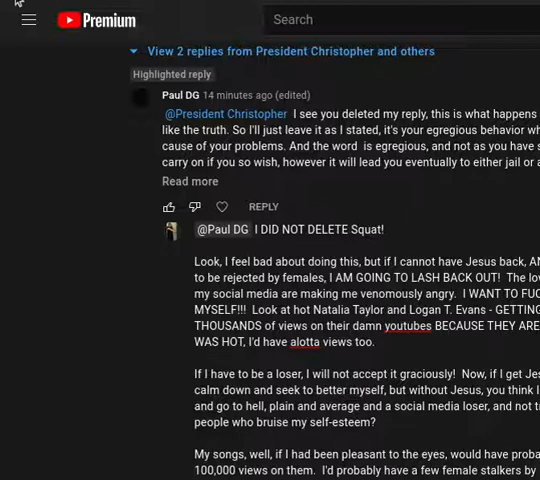 Premium
Search
View 2 replies from President Christopher and others
Highlighted reply
Paul DG 14 minutes ago (edited)
@President Christopher I see you deleted my reply, this is what happens
like the truth. So I'll just leave it as I stated, it's your egregious behavior
cause of your problems. And the word is egregious, and not as you have
carry on if you so wish, however it will lead you eventually to either jail or
Read more
REPLY
@Paul DG I DID NOT DELETE Squat!
Look, I feel bad about doing this, but if I cannot have Jesus back,
to be rejected by females, I AM GOING TO LASH BACK OUT! The
my social media are making me venomously angry. I WANT TO
MYSELF!!! Look at hot Natalia Taylor and Logan T. Evans - GETTING
THOUSANDS of views on their damn youtubes BECAUSE THEY ARE
WAS HOT, I'd have alotta views too.
If I have to be a loser, I will not accept it graciously! Now, if I get
calm down and seek to better myself, but without Jesus, you think I
and go to hell, plain and average and a social media loser, and not
people who bruise my self-esteem?
My songs, well, if I had been pleasant to the eyes, would have
100,000 views on them. I'd probably have a few female stalkers by